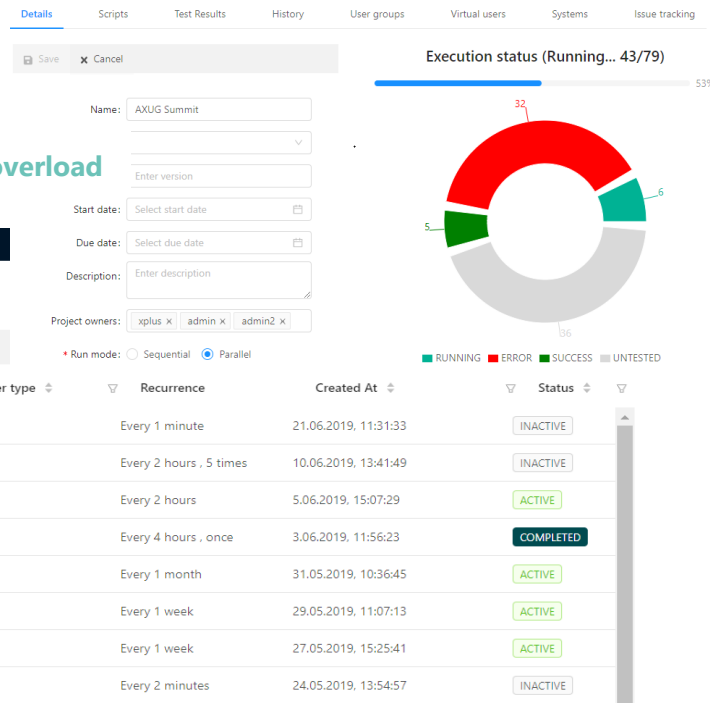 Details Scripts Test Results History User groups Virtual users Systems Issue tracking
Save Cancel
Execution status (Running... 43/79)
53%
Name: AXUG Summit
overload
Enter version
Start date: Select start date
Due date: Select due date
Description: Enter description
Project owners: xplus × admin × admin2 ×
* Run mode: Sequential Parallel
32
6
5
36
RUNNING ERROR SUCCESS UNTESTED
er type Recurrence Created At Status
Every 1 minute 21.06.2019, 11:31:33 INACTIVE
Every 2 hours , 5 times 10.06.2019, 13:41:49 INACTIVE
Every 2 hours 5.06.2019, 15:07:29 ACTIVE
Every 4 hours , once 3.06.2019, 11:56:23 COMPLETED
Every 1 month 31.05.2019, 10:36:45 ACTIVE
Every 1 week 29.05.2019, 11:07:13 ACTIVE
Every 1 week 27.05.2019, 15:25:41 ACTIVE
Every 2 minutes 24.05.2019, 13:54:57 INACTIVE